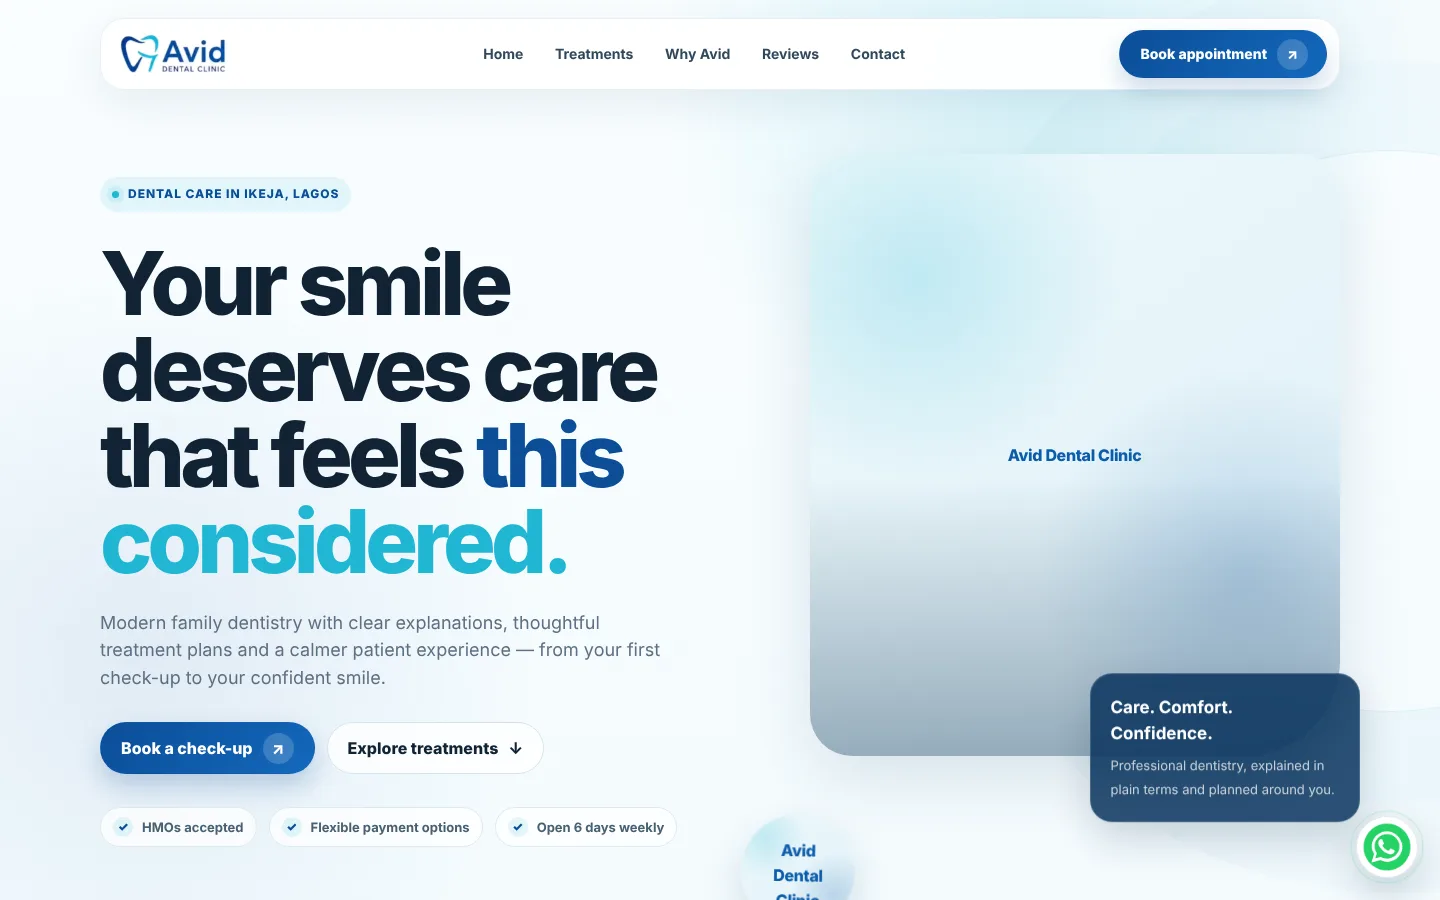 Avid
DENTAL CLINIC
Home
Treatments
Why Avid
Reviews
Contact
Book appointment
DENTAL CARE IN IKEJA, LAGOS
Your smile
deserves care
that feels this
considered.
Modern family dentistry with clear explanations, thoughtful
treatment plans and a calmer patient experience — from your first
check-up to your confident smile.
Book a check-up
Explore treatments
HMOs accepted
Flexible payment options
Open 6 days weekly
Avid Dental Clinic
Care. Comfort.
Confidence.
Professional dentistry, explained in
plain terms and planned around you.
Avid
Dental
Clinic